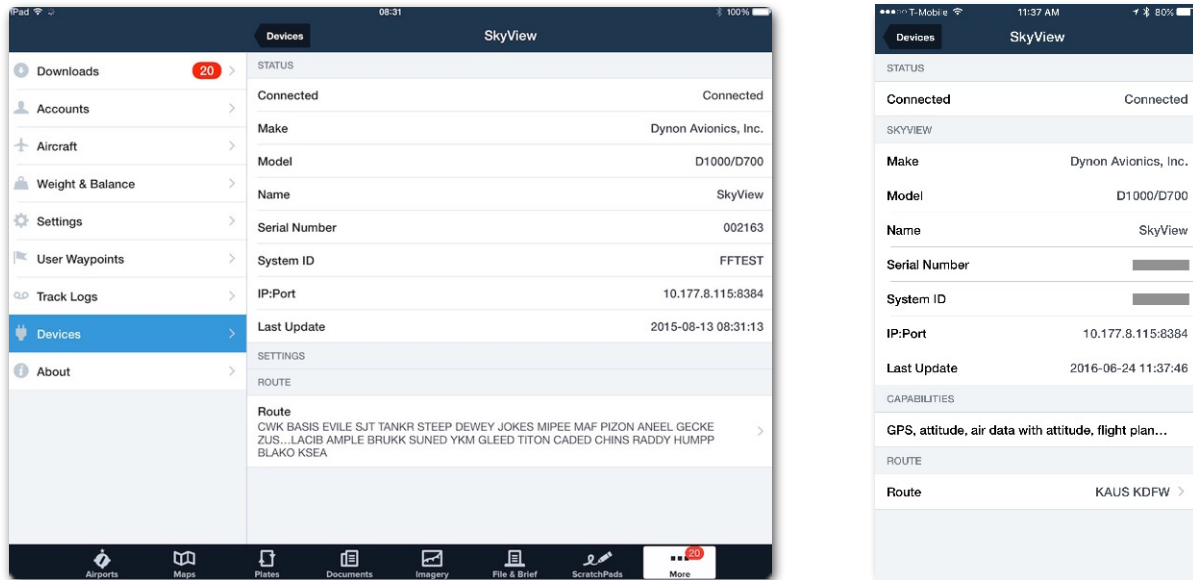 iPad 08:31 100%
Devices SkyView
Downloads 20
Accounts
Aircraft
Weight & Balance
Settings
User Waypoints
Track Logs
Devices
About
STATUS
Connected Connected
Make Dynon Avionics, Inc.
Model D1000/D700
Name SkyView
Serial Number 002163
System ID FFTEST
IP:Port 10.177.8.115:8384
Last Update 2015-08-13 08:31:13
SETTINGS
ROUTE
Route
CWK BASIS EVILE SJT TANKR STEEP DEWEY JOKES MIPEE MAF PIZON ANEEL GECKE
ZUS...LACIB AMPLE BRUKK SUNED YKM GLEED TITON CADED CHINS RADDY HUMPP
BLAKO KSEA
Airports Maps Plates Documents Imagery File & Brief ScratchPads More 20
T-Mobile 11:37 AM 80%
Devices SkyView
STATUS
Connected Connected
SKYVIEW
Make Dynon Avionics, Inc.
Model D1000/D700
Name SkyView
Serial Number
System ID
IP:Port 10.177.8.115:8384
Last Update 2016-06-24 11:37:46
CAPABILITIES
GPS, attitude, air data with attitude, flight plan...
ROUTE
Route KAUS KDFW